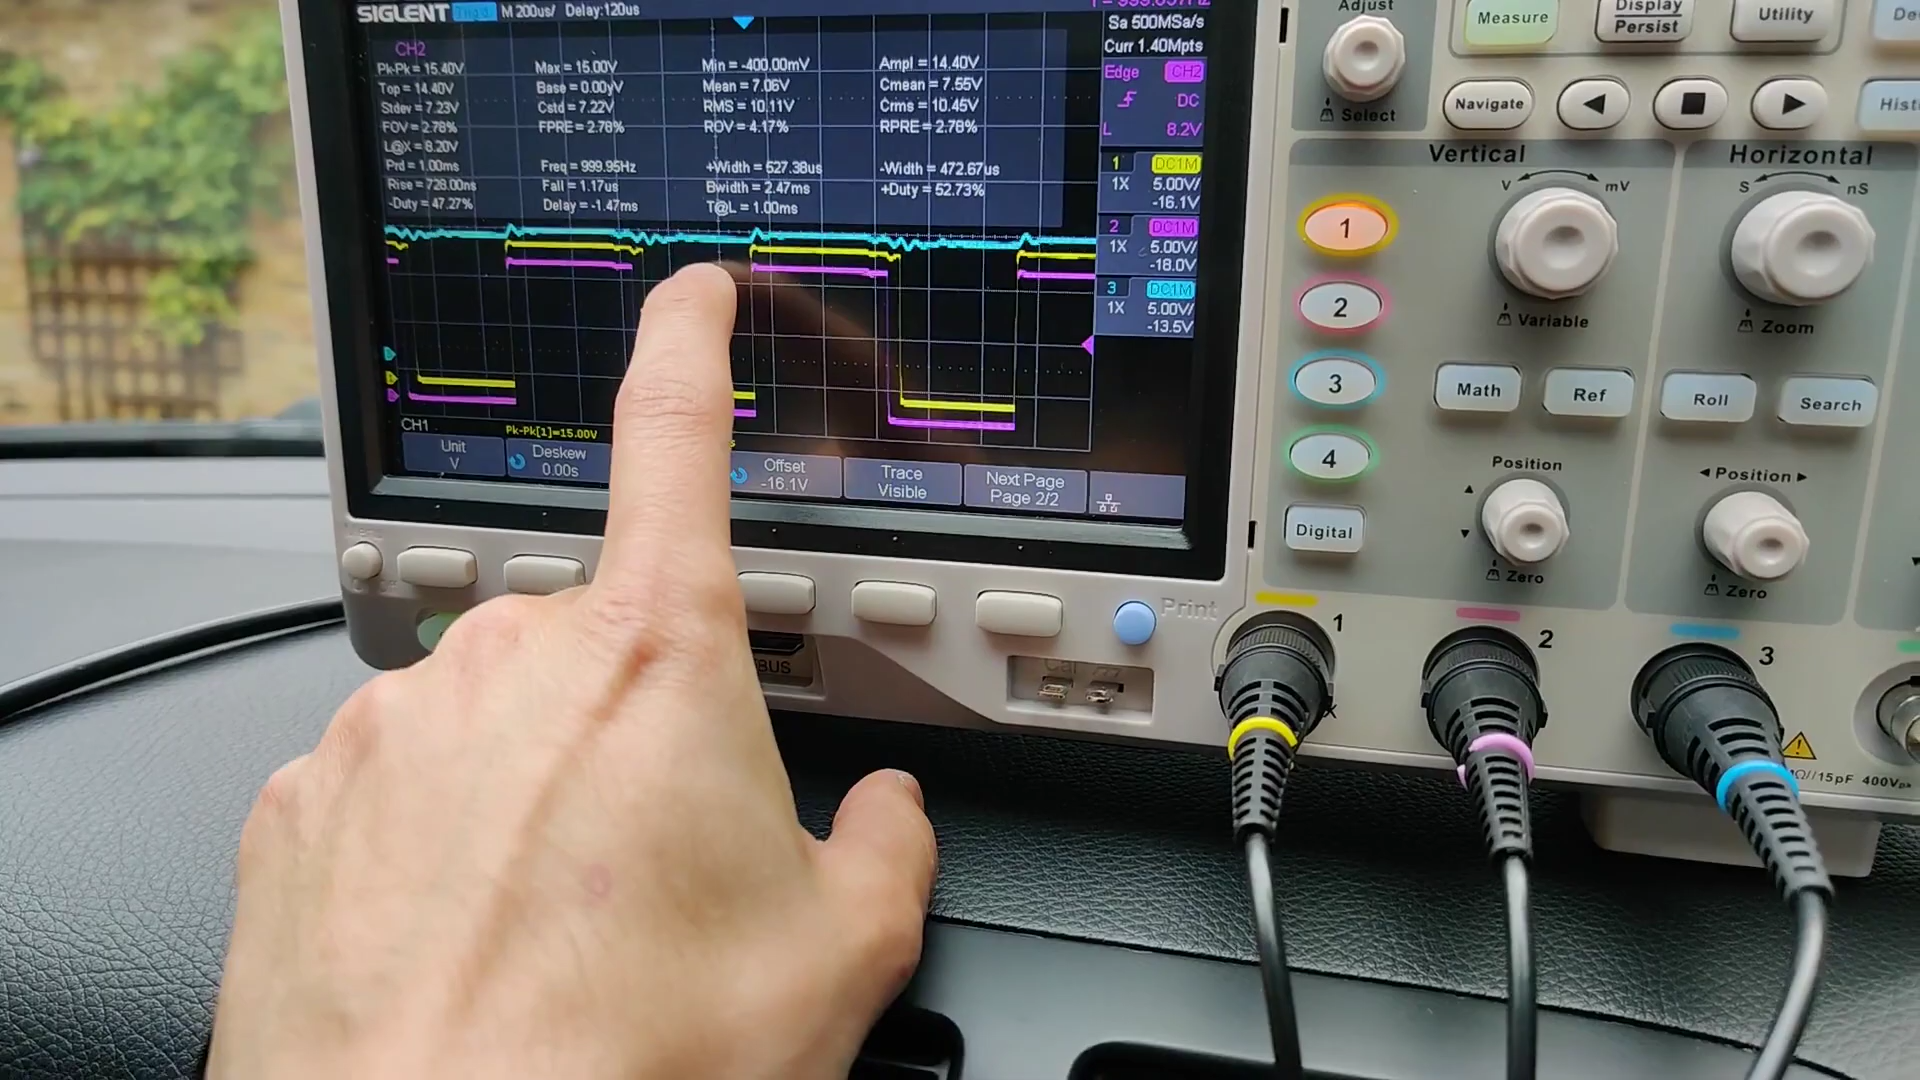 SIGLENT Trig'd M 200us/ Delay:120us
Sa 500MSa/s
Curr 1.40Mpts
Edge CH2
DC
L 8.2V
CH2
Pk-Pk = 15.40V Max = 15.00V Min = -400.00mV Ampl = 14.40V
Top = 14.40V Base = 0.00yV Mean = 7.06V Cmean = 7.55V
Stdev = 7.23V Cstd = 7.22V RMS = 10.11V Crms = 10.45V
FOV = 2.78% FPRE = 2.78% ROV = 4.17% RPRE = 2.78%
L@X = 8.20V
Prd = 1.00ms Freq = 999.95Hz +Width = 527.38us -Width = 472.67us
Rise = 728.00ns Fall = 1.17us Bwidth = 2.47ms +Duty = 52.73%
-Duty = 47.27% Delay = -1.47ms T@L = 1.00ms
1 DC1M
1X 5.00V/
-16.1V
2 DC1M
1X 5.00V/
-18.0V
3 DC1M
1X 5.00V/
-13.5V
CH1
Pk-Pk[1]=15.00V
Unit
V
Deskew
0.00s
Offset
-16.1V
Trace
Visible
Next Page
Page 2/2
Adjust
Select
Measure
Display
Persist
Utility
Navigate
Vertical
V mV
Variable
Horizontal
S nS
Zoom
1
2
3
4
Math
Ref
Roll
Search
Digital
Position
Zero
Position
Zero
Print
Cal
1
2
3
400Vpk